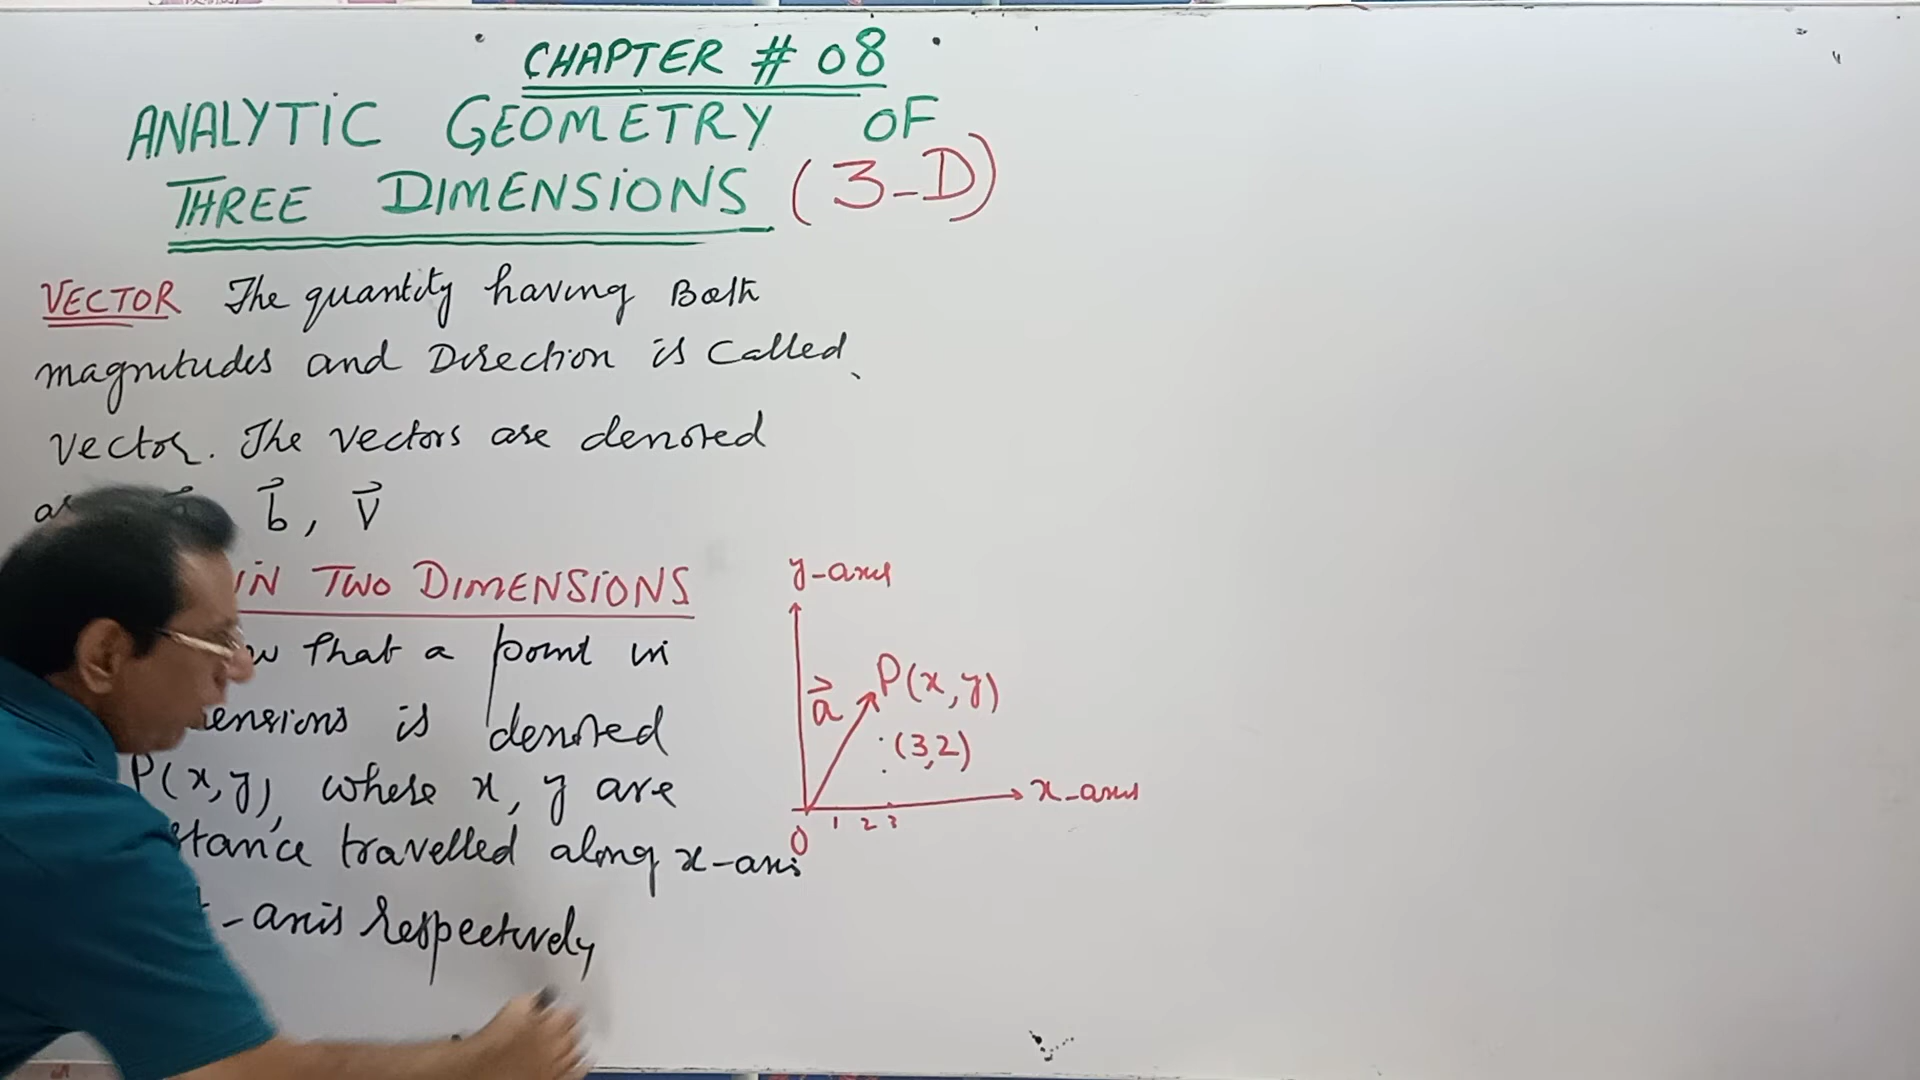 CHAPTER # 08
ANALYTIC GEOMETRY OF
THREE DIMENSIONS (3-D)
VECTOR The quantity having Both
magnitudes and Direction is Called
Vector. The vectors are denoted
b⃗, V⃗
IN TWO DIMENSIONS
that a point in
is denoted
P(x,y), where x, y are
travelled along x-axis
-axis respectively
y-axis
a⃗ P(x,y)
(3,2)
x-axis
O 1 2 3